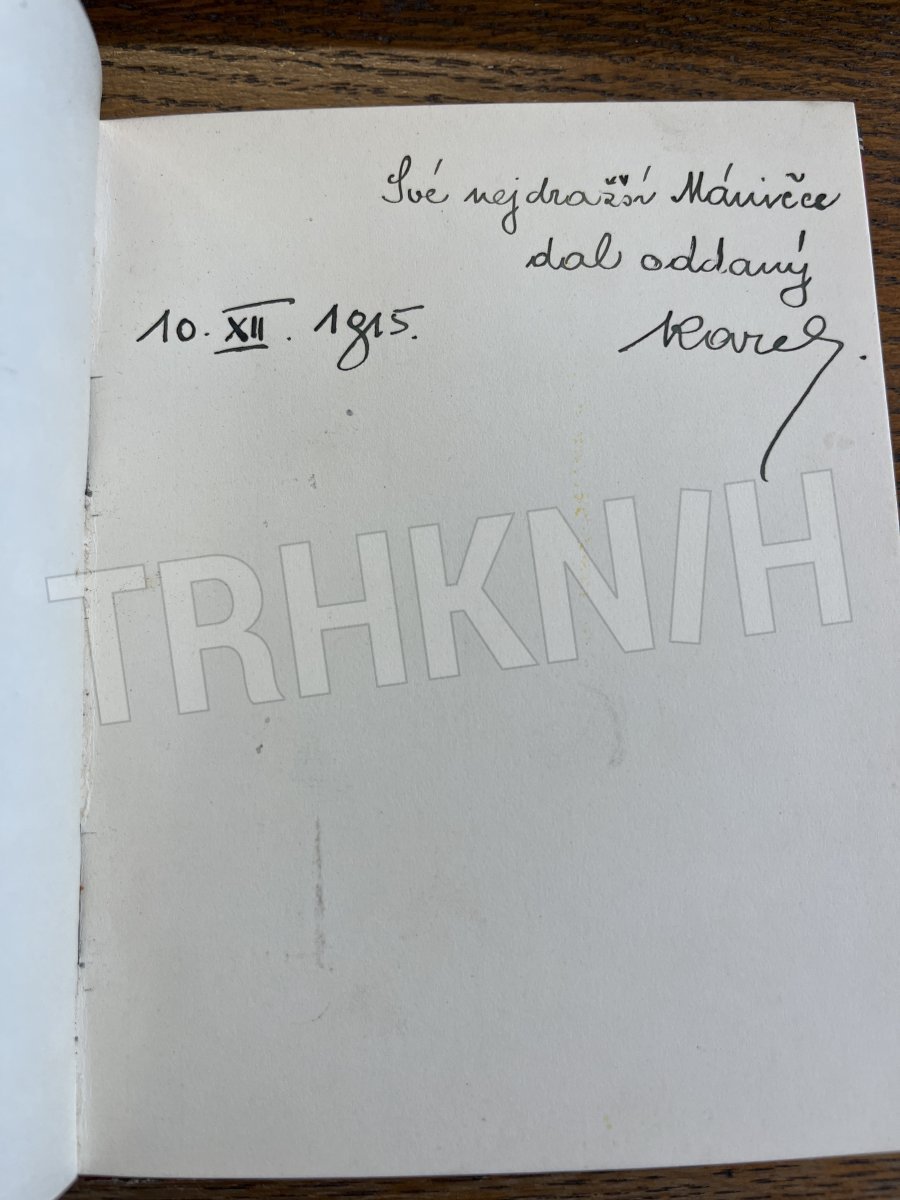 Své nejdražší Máničce
dal oddaný
10. XII. 1915.
Karel.
TRHKNIH